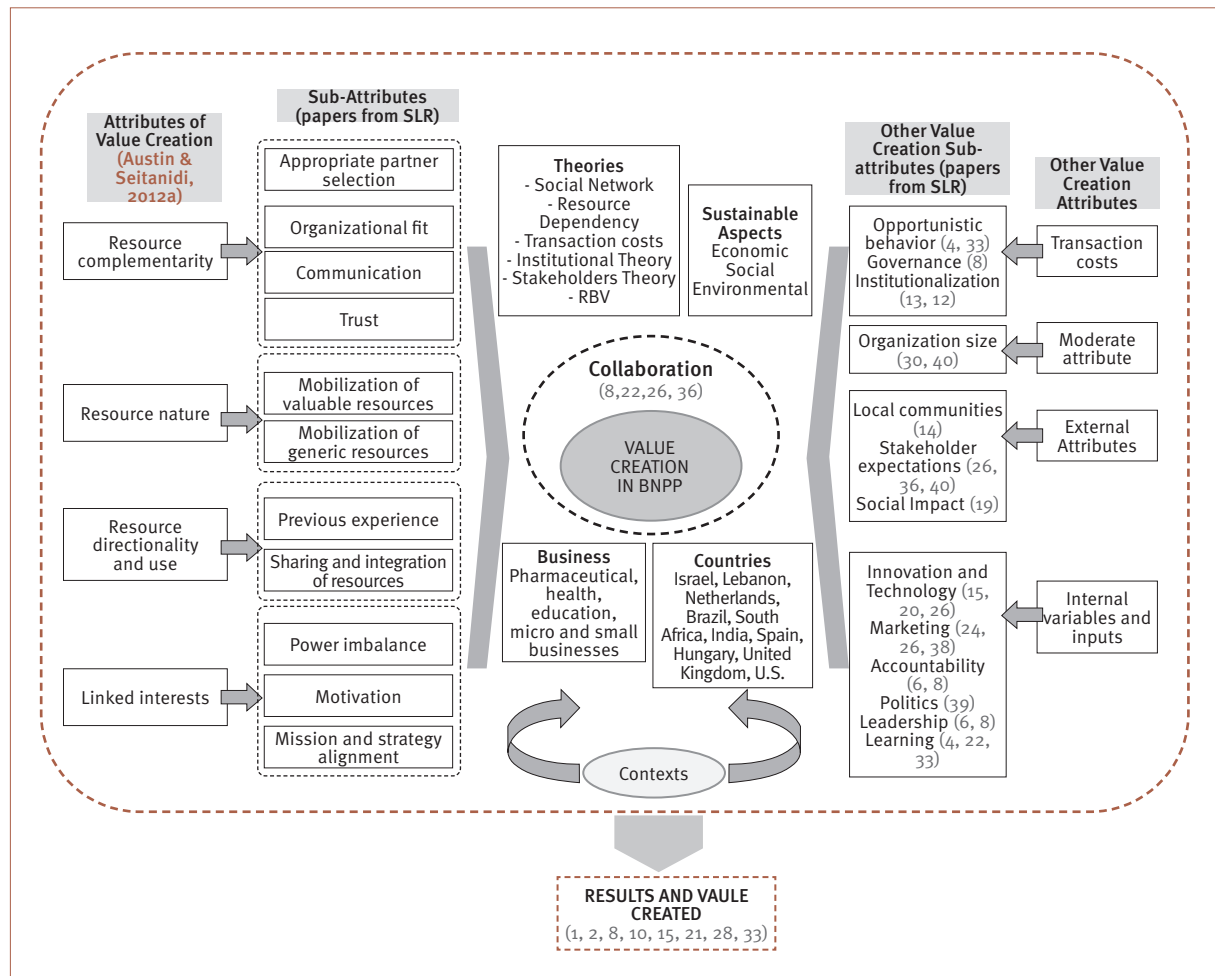 Attributes of
Value Creation
(Austin &
Seitanidi,
2012a)
Resource
complementarity
Resource nature
Resource
directionality
and use
Linked interests
Sub-Attributes
(papers from SLR)
Appropriate partner
selection
Organizational fit
Communication
Trust
Mobilization of
valuable resources
Mobilization of
generic resources
Previous experience
Sharing and integration
of resources
Power imbalance
Motivation
Mission and strategy
alignment
Theories
- Social Network
- Resource
Dependency
- Transaction costs
- Institutional Theory
- Stakeholders Theory
- RBV
Sustainable
Aspects
Economic
Social
Environmental
Collaboration
(8,22,26, 36)
VALUE
CREATION
IN BNPP
Business
Pharmaceutical,
health,
education,
micro and small
businesses
Countries
Israel, Lebanon,
Netherlands,
Brazil, South
Africa, India, Spain,
Hungary, United
Kingdom, U.S.
Contexts
Other Value
Creation Sub-
attributes (papers
from SLR)
Opportunistic
behavior (4, 33)
Governance (8)
Institutionalization
(13, 12)
Organization size
(30, 40)
Local communities
(14)
Stakeholder
expectations (26,
36, 40)
Social Impact (19)
Innovation and
Technology (15,
20, 26)
Marketing (24,
26, 38)
Accountability
(6, 8)
Politics (39)
Leadership (6, 8)
Learning (4, 22,
33)
Other Value
Creation
Attributes
Transaction
costs
Moderate
attribute
External
Attributes
Internal
variables and
inputs
RESULTS AND VAULE
CREATED
(1, 2, 8, 10, 15, 21, 28, 33)